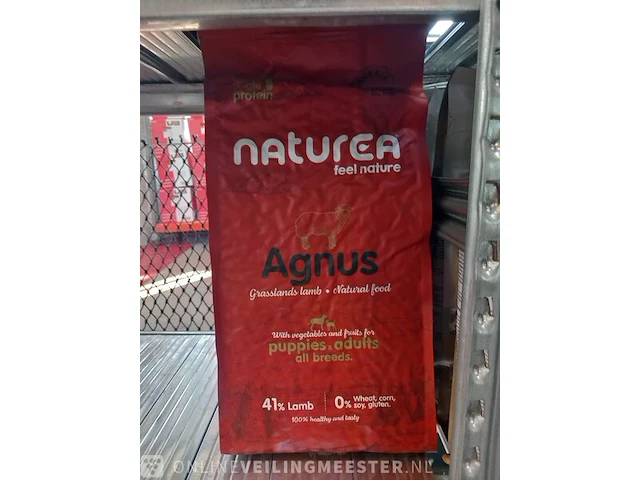 protein
naturea
feel nature
Agnus
Grasslands lamb • Natural food
With vegetables and fruits for
puppies & adults
all breeds.
41% Lamb
0% Wheat, corn,
soy, gluten.
100% healthy and tasty
ONLINEVEILINGMEESTER.NL